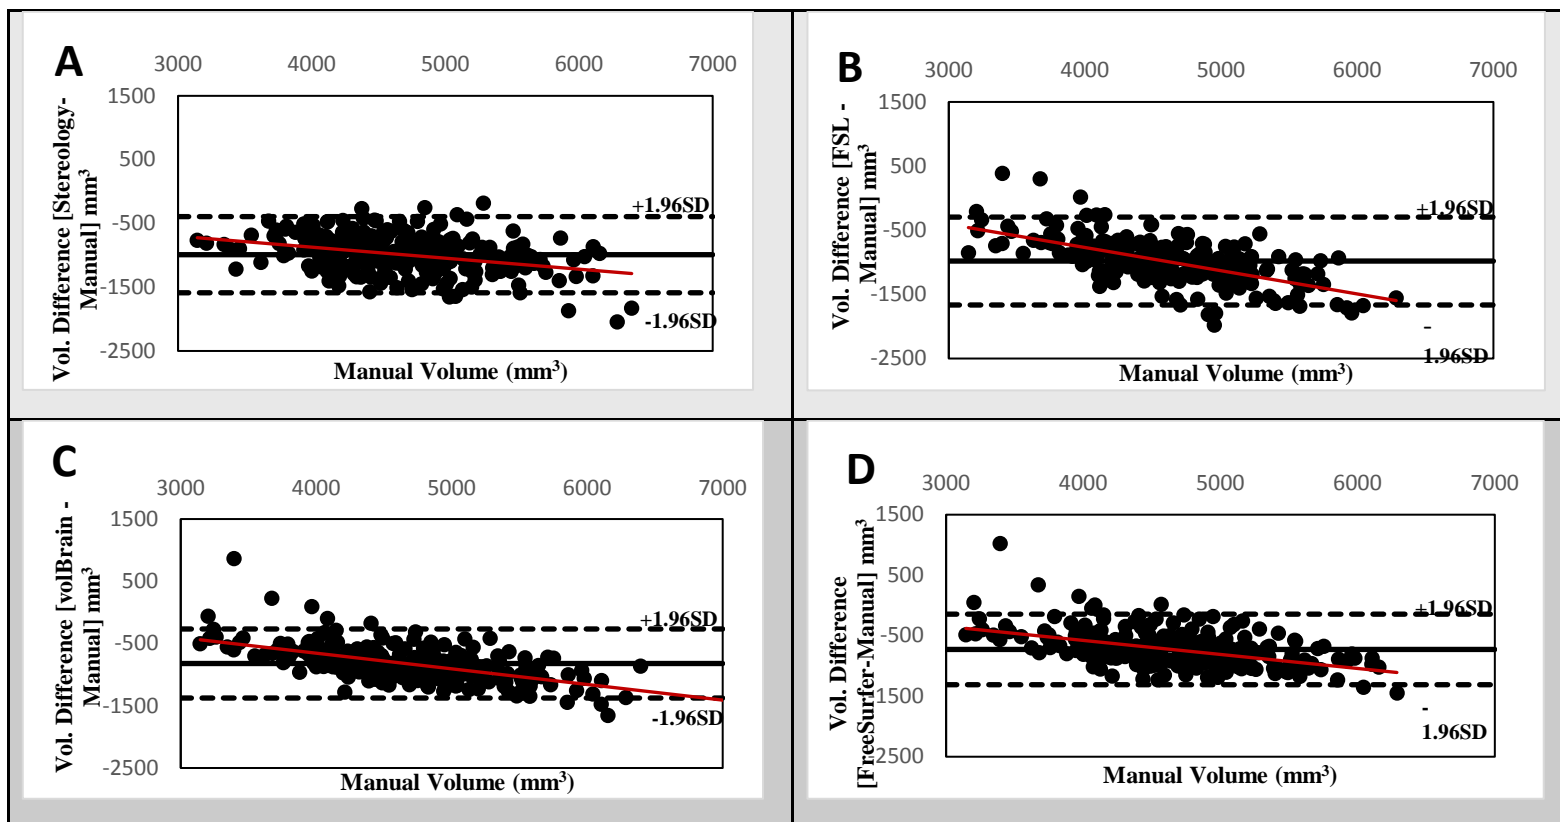 A
3000 4000 5000 6000 7000
1500
500
-500
-1500
-2500
Vol. Difference [Stereology-
Manual] mm³
+1.96SD
-1.96SD
Manual Volume (mm³)
B
3000 4000 5000 6000 7000
1500
500
-500
-1500
-2500
Vol. Difference [FSL -
Manual] mm³
+1.96SD
-
1.96SD
Manual Volume (mm³)
C
3000 4000 5000 6000 7000
1500
500
-500
-1500
-2500
Vol. Difference [volBrain -
Manual] mm³
+1.96SD
-1.96SD
Manual Volume (mm³)
D
3000 4000 5000 6000 7000
1500
500
-500
-1500
-2500
Vol. Difference
[FreeSurfer-Manual] mm³
+1.96SD
-
1.96SD
Manual Volume (mm³)